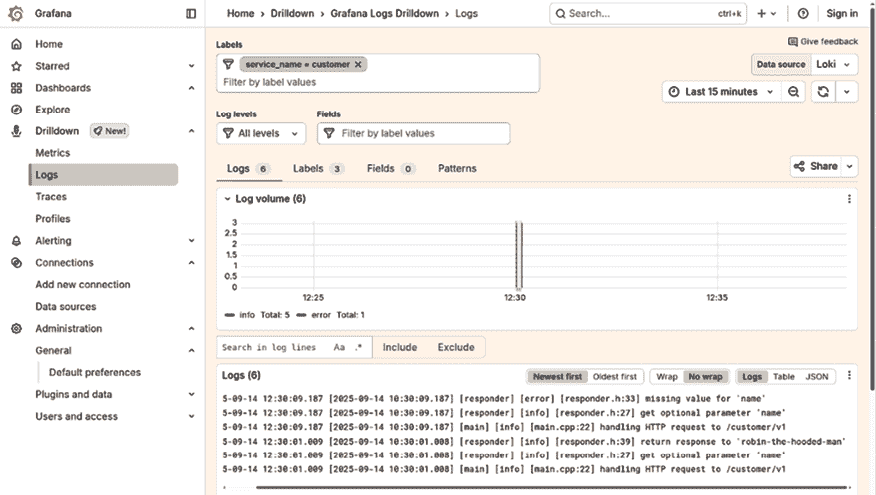 Grafana
Home › Drilldown › Grafana Logs Drilldown › Logs
Search... ctrl+k
Sign in
Home
Starred
Dashboards
Explore
Drilldown New!
Metrics
Logs
Traces
Profiles
Alerting
Connections
Add new connection
Data sources
Administration
General
Default preferences
Plugins and data
Users and access
Give feedback
Labels
service_name = customer ×
Filter by label values
Data source Loki
Last 15 minutes
Log levels Fields
All levels Filter by label values
Logs 6 Labels 3 Fields 0 Patterns
Share
Log volume (6)
3
2.5
2
1.5
1
0.5
0
12:25 12:30 12:35
info Total: 5 error Total: 1
Search in log lines Aa .* Include Exclude
Logs (6) Newest first Oldest first Wrap No wrap Logs Table JSON
5-09-14 12:30:09.187 [2025-09-14 10:30:09.187] [responder] [error] [responder.h:33] missing value for 'name'
5-09-14 12:30:09.187 [2025-09-14 10:30:09.187] [responder] [info] [responder.h:27] get optional parameter 'name'
5-09-14 12:30:09.187 [2025-09-14 10:30:09.187] [main] [info] [main.cpp:22] handling HTTP request to /customer/v1
5-09-14 12:30:01.009 [2025-09-14 10:30:01.008] [responder] [info] [responder.h:39] return response to 'robin-the-hooded-man'
5-09-14 12:30:01.009 [2025-09-14 10:30:01.008] [responder] [info] [responder.h:27] get optional parameter 'name'
5-09-14 12:30:01.009 [2025-09-14 10:30:01.008] [main] [info] [main.cpp:22] handling HTTP request to /customer/v1